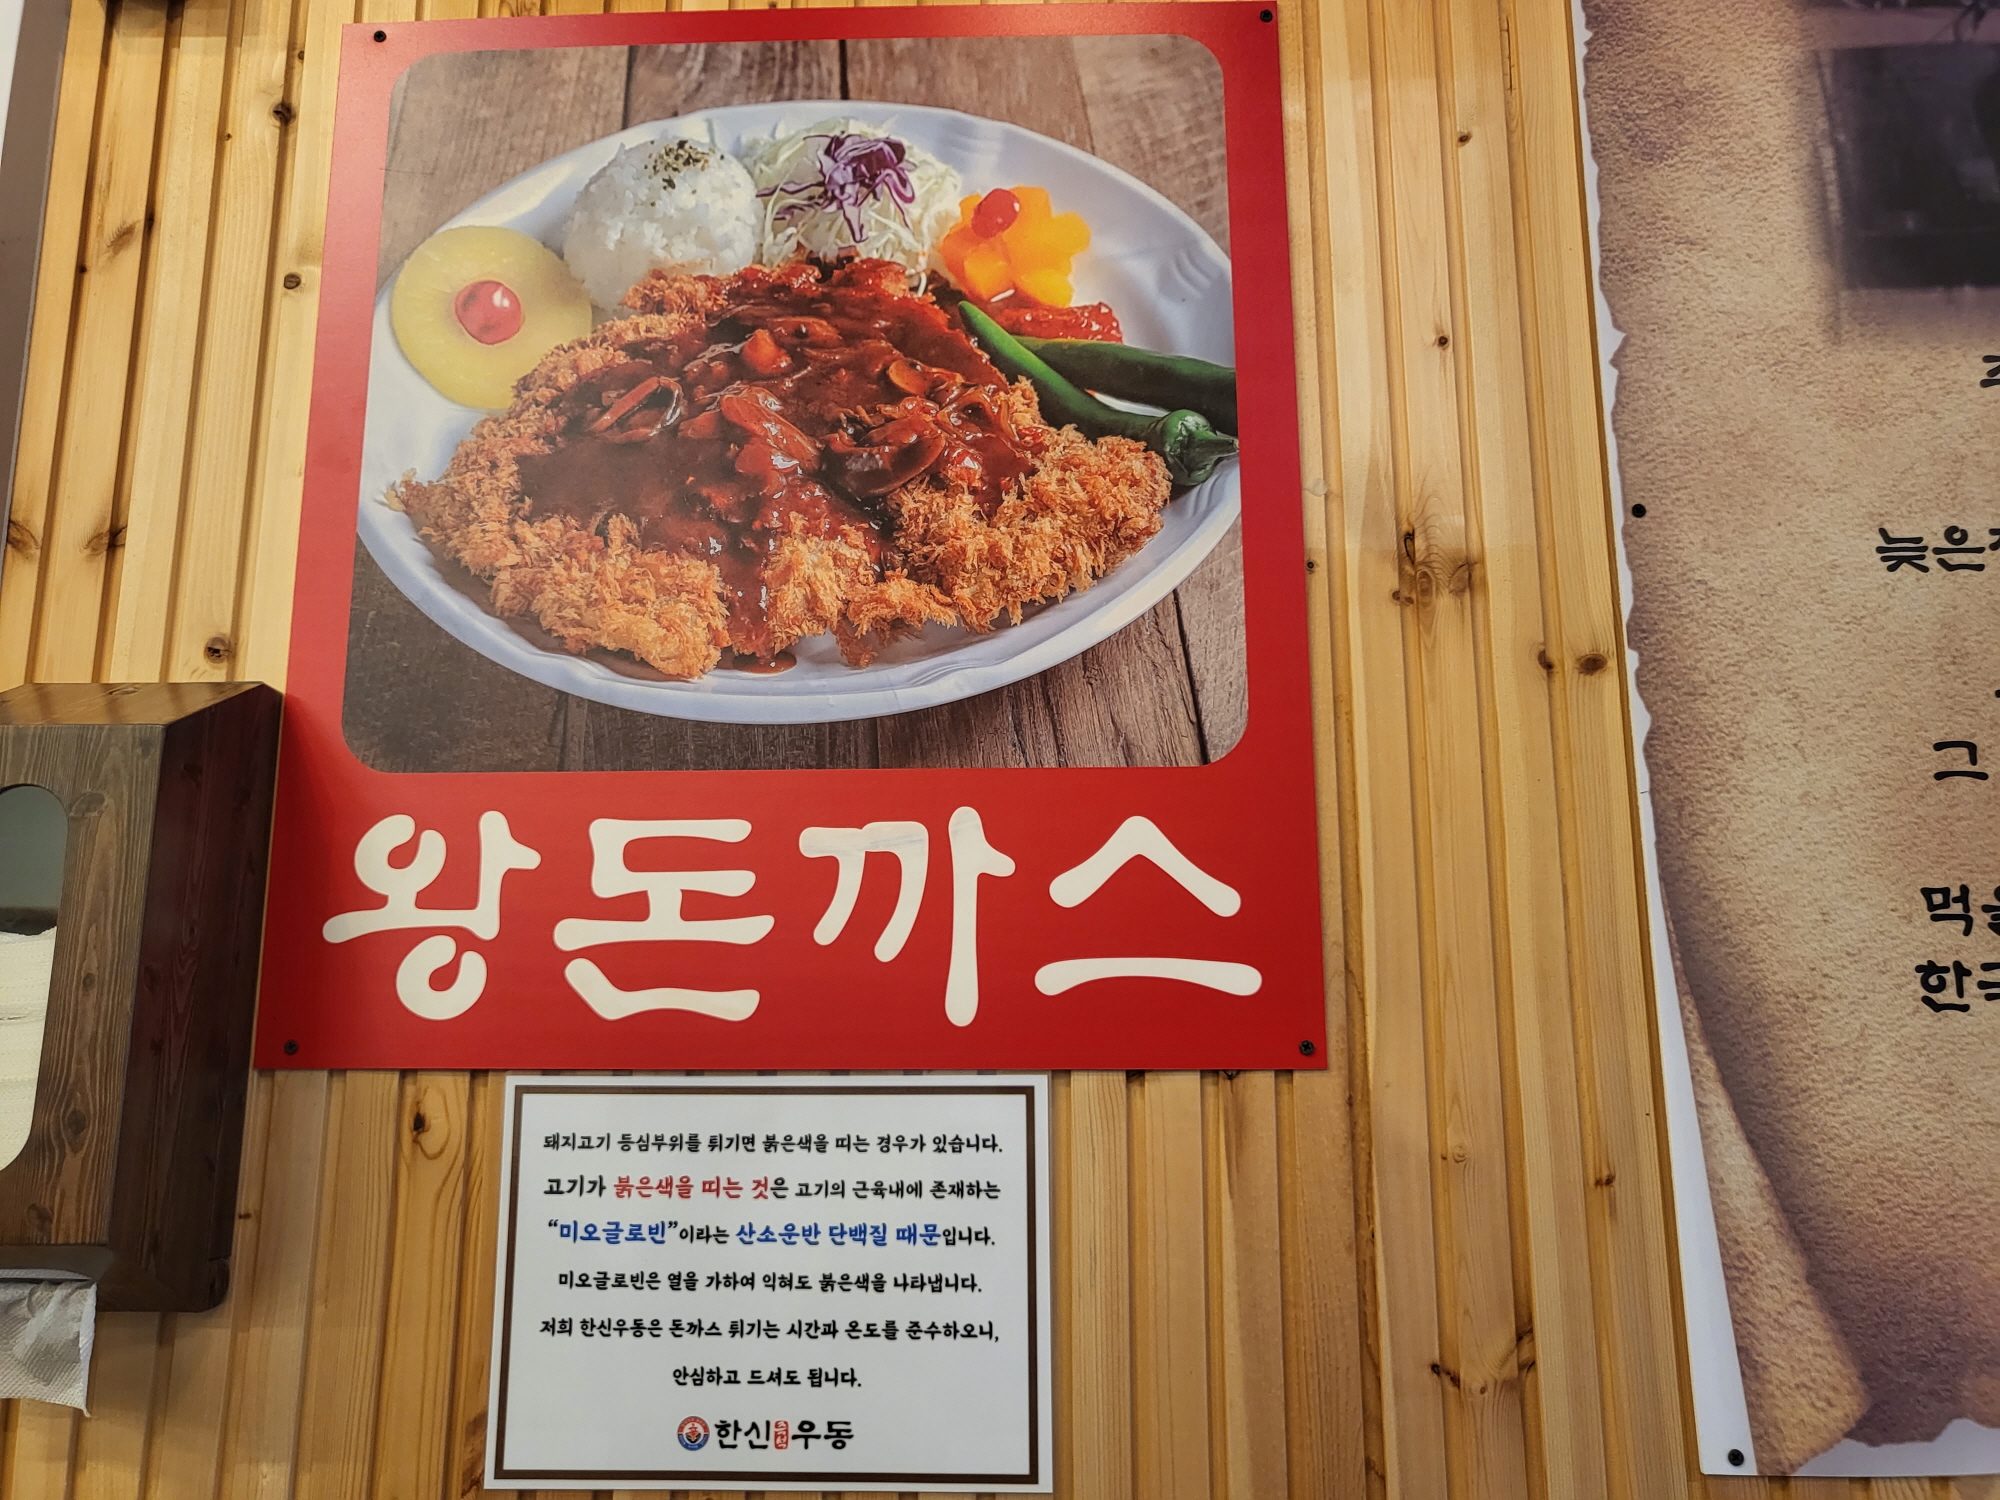 왕돈까스
돼지고기 등심부위를 튀기면 붉은색을 띠는 경우가 있습니다.
고기가 붉은색을 띠는 것은 고기의 근육내에 존재하는
“미오글로빈”이라는 산소운반 단백질 때문입니다.
미오글로빈은 열을 가하여 익혀도 붉은색을 나타냅니다.
저희 한신우동은 돈까스 튀기는 시간과 온도를 준수하오니,
안심하고 드셔도 됩니다.
한신즉석우동
늦은
그
먹을
한